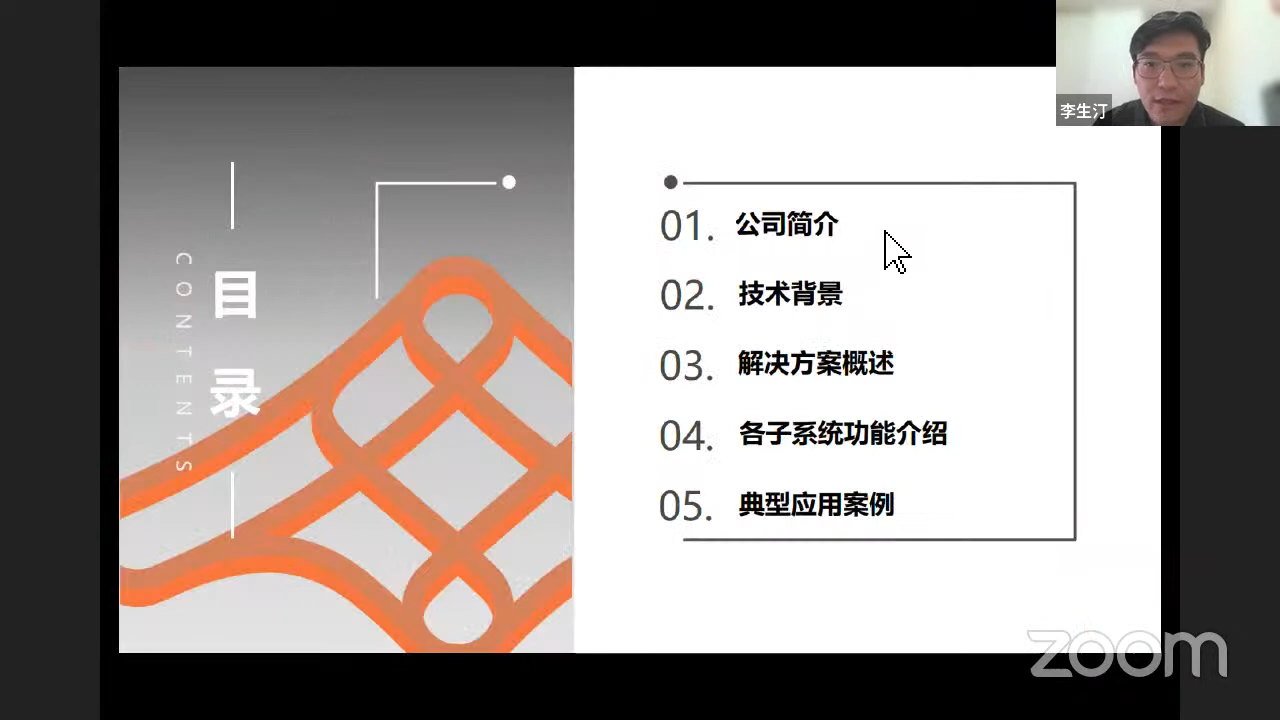 李生汀
目录
CONTENTS
01. 公司简介
02. 技术背景
03. 解决方案概述
04. 各子系统功能介绍
05. 典型应用案例
zoom